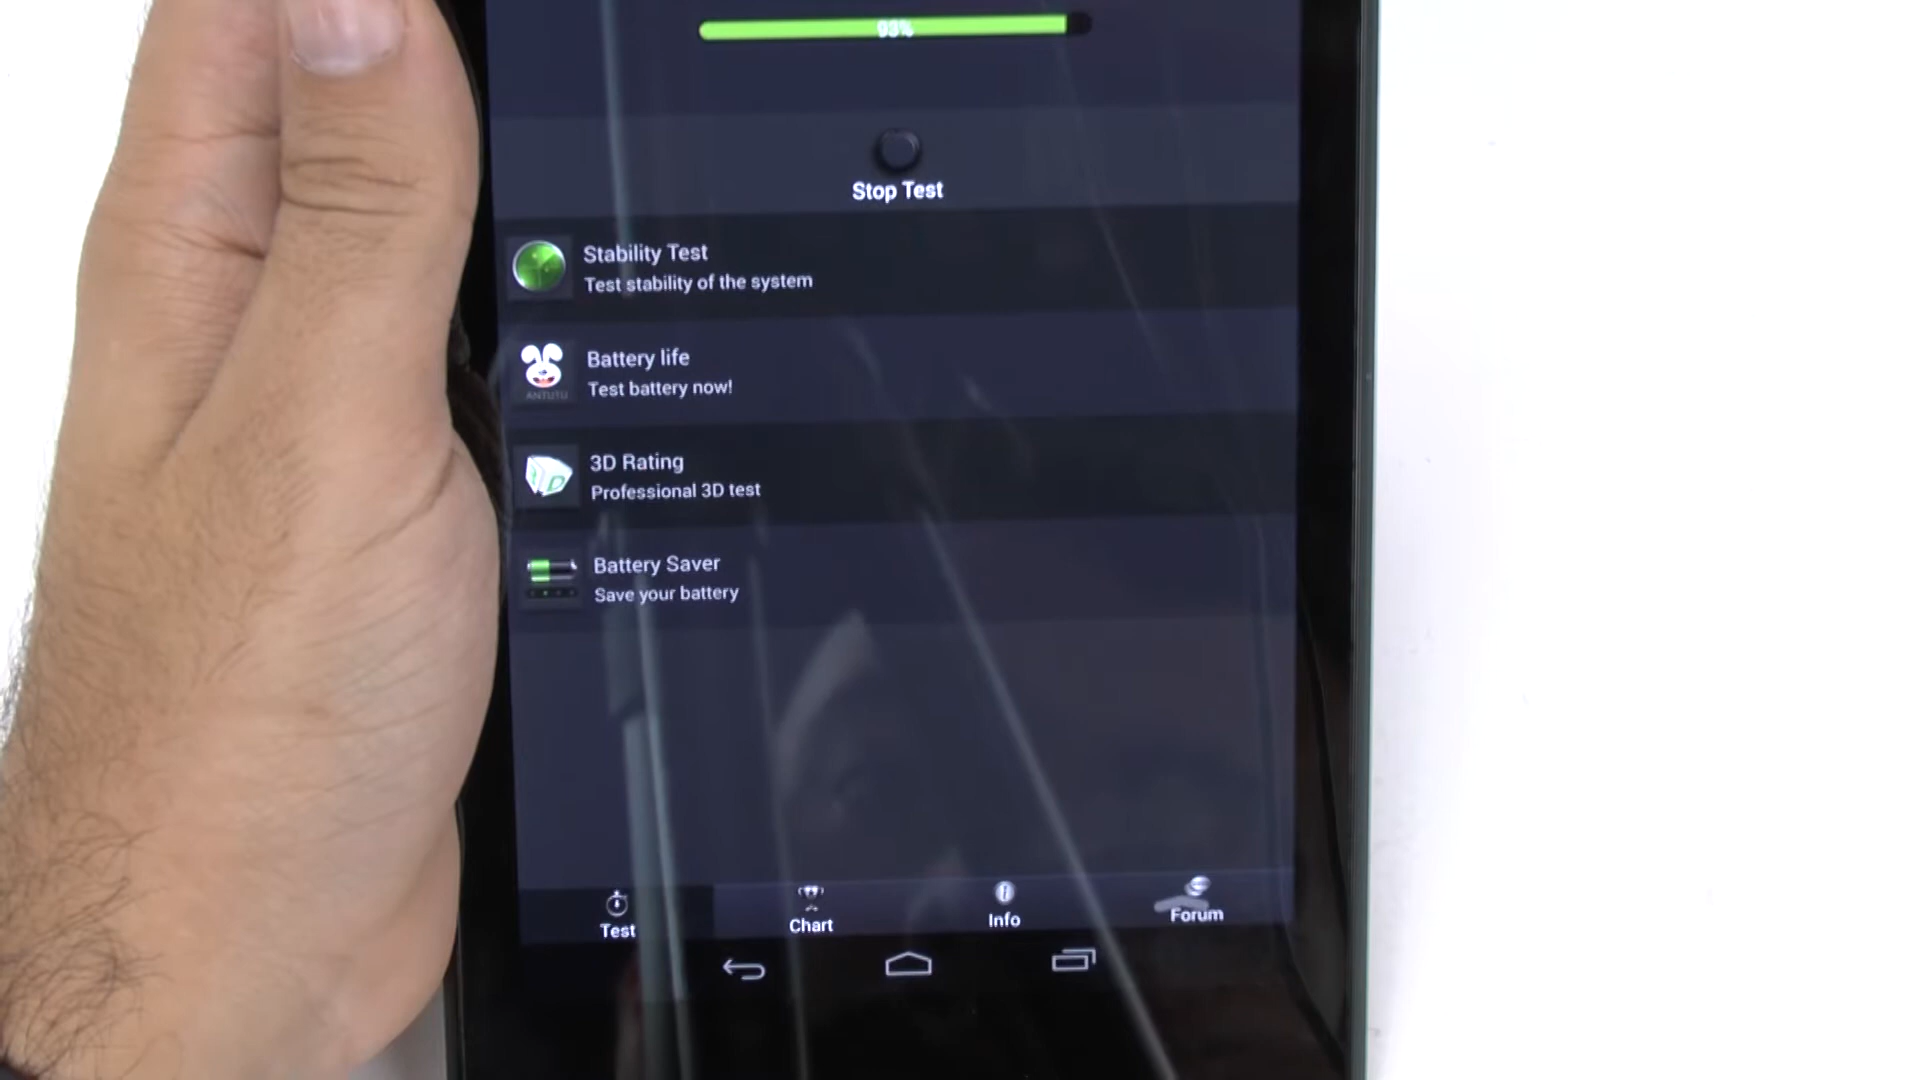 93%
Stop Test
Stability Test
Test stability of the system
Battery life
Test battery now!
ANTUTU
3D Rating
Professional 3D test
Battery Saver
Save your battery
Test
Chart
Info
Forum